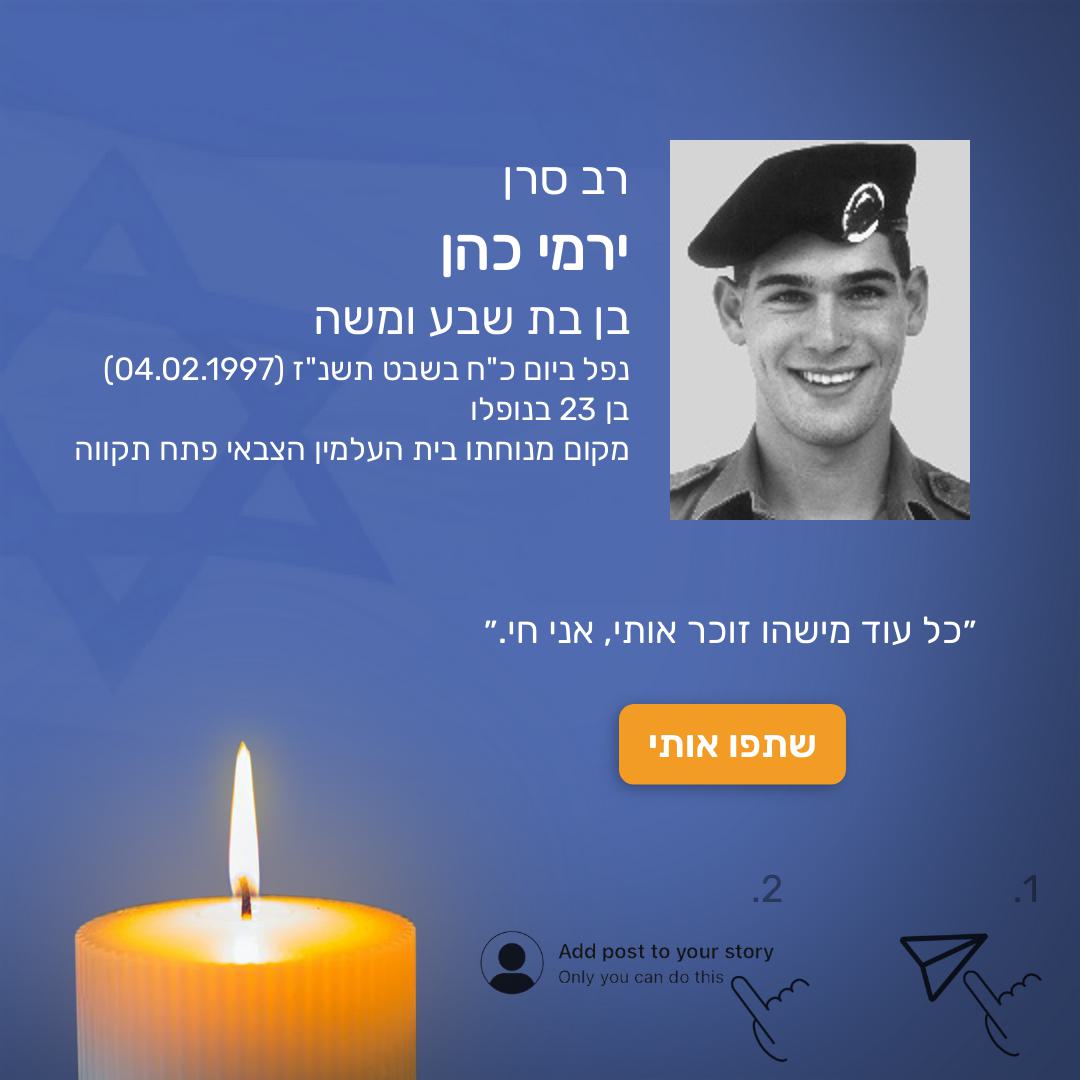 רב סרן
ירמי כהן
בן בת שבע ומשה
נפל ביום כ"ח בשבט תשנ"ז (04.02.1997)
בן 23 בנופלו
מקום מנוחתו בית העלמין הצבאי פתח תקווה
״כל עוד מישהו זוכר אותי, אני חי.״
שתפו אותי
1.
2.
Add post to your story
Only you can do this